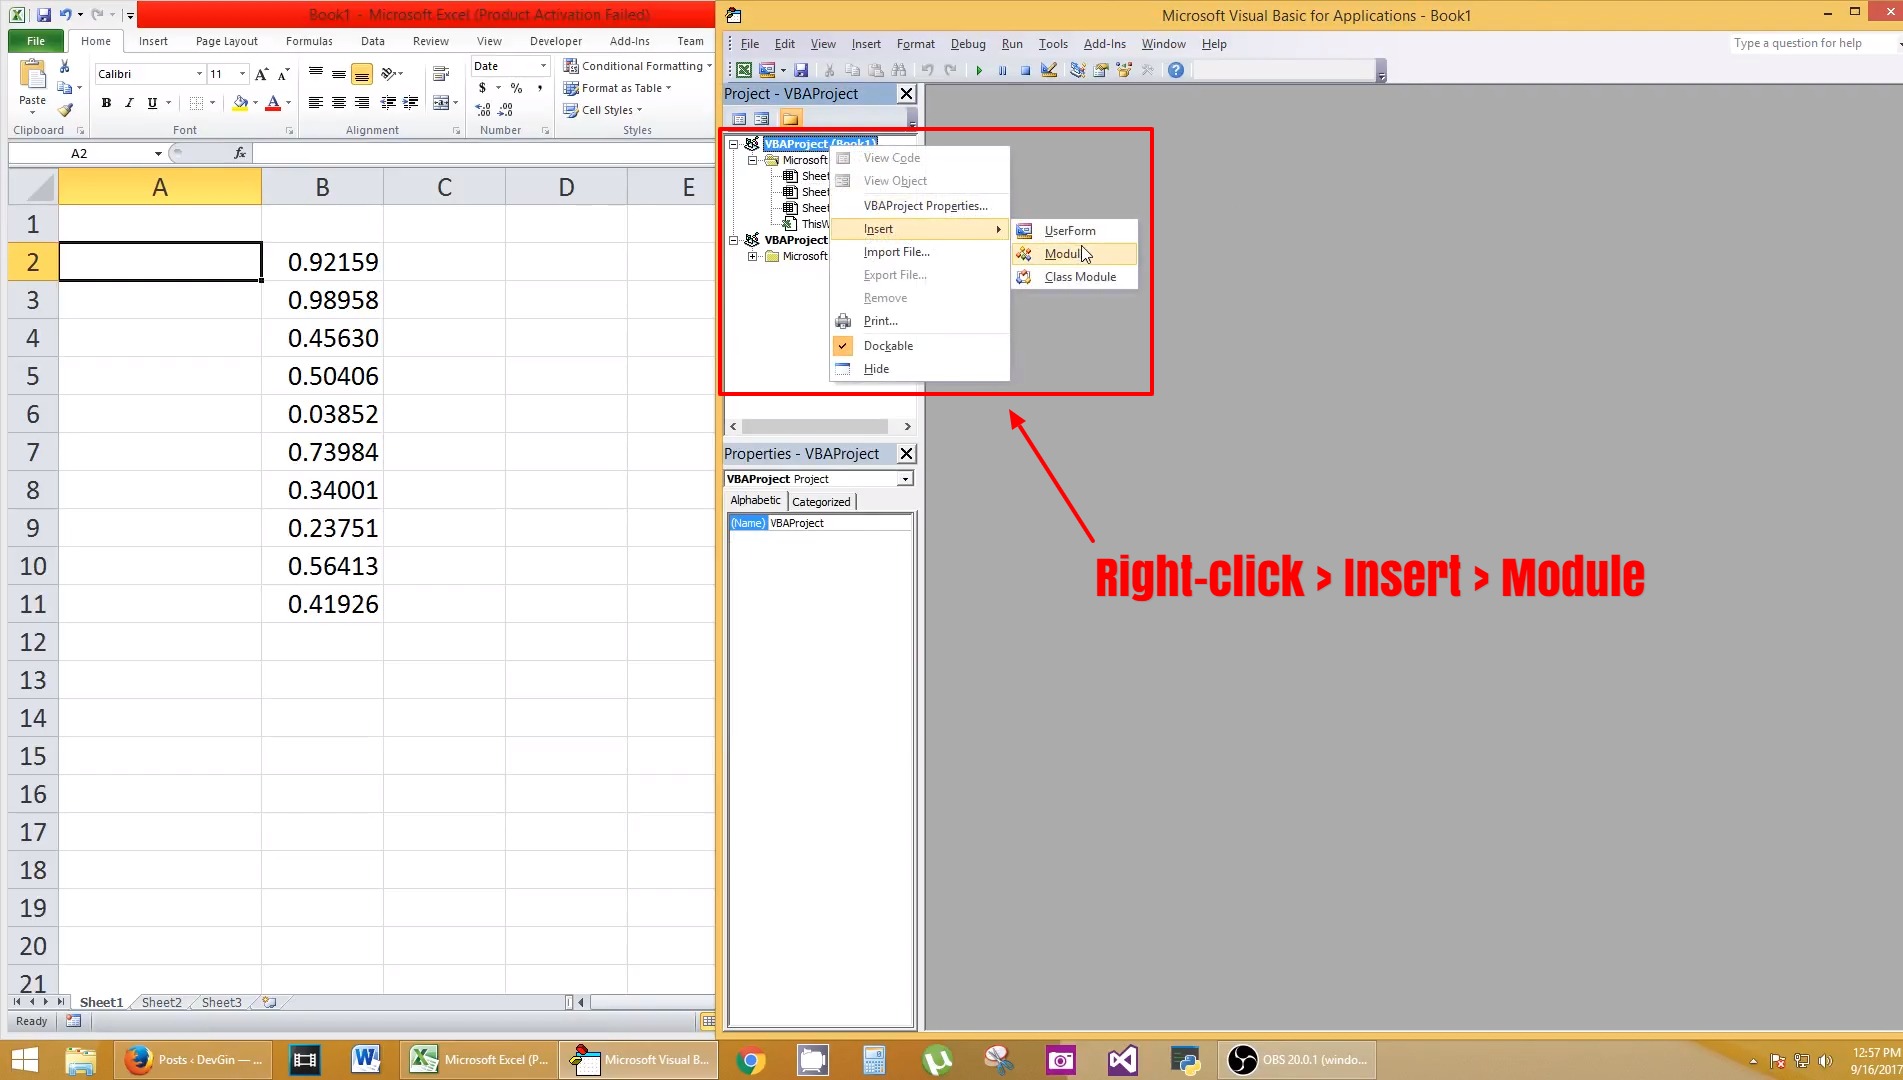 Book1 - Microsoft Excel (Product Activation Failed)
File Home Insert Page Layout Formulas Data Review View Developer Add-Ins Team
Paste
Calibri 11
B I U
Date
$ % ,
Conditional Formatting
Format as Table
Cell Styles
Clipboard Font Alignment Number Styles
A2 fx
A B C D E
1
2 0.92159
3 0.98958
4 0.45630
5 0.50406
6 0.03852
7 0.73984
8 0.34001
9 0.23751
10 0.56413
11 0.41926
12
13
14
15
16
17
18
19
20
21
Sheet1 Sheet2 Sheet3
Ready
Microsoft Visual Basic for Applications - Book1
File Edit View Insert Format Debug Run Tools Add-Ins Window Help
Type a question for help
Project - VBAProject
VBAProject (Book1)
Microsoft
Sheet
Sheet
Sheet
ThisW
VBAProject
Microsoft
View Code
View Object
VBAProject Properties...
Insert
Import File...
Export File...
Remove
Print...
Dockable
Hide
UserForm
Modul
Class Module
Properties - VBAProject
VBAProject Project
Alphabetic Categorized
(Name) VBAProject
Right-click > Insert > Module
Posts ‹ DevGin — ...
Microsoft Excel (P...
Microsoft Visual B...
OBS 20.0.1 (windo...
12:57 PM
9/16/201